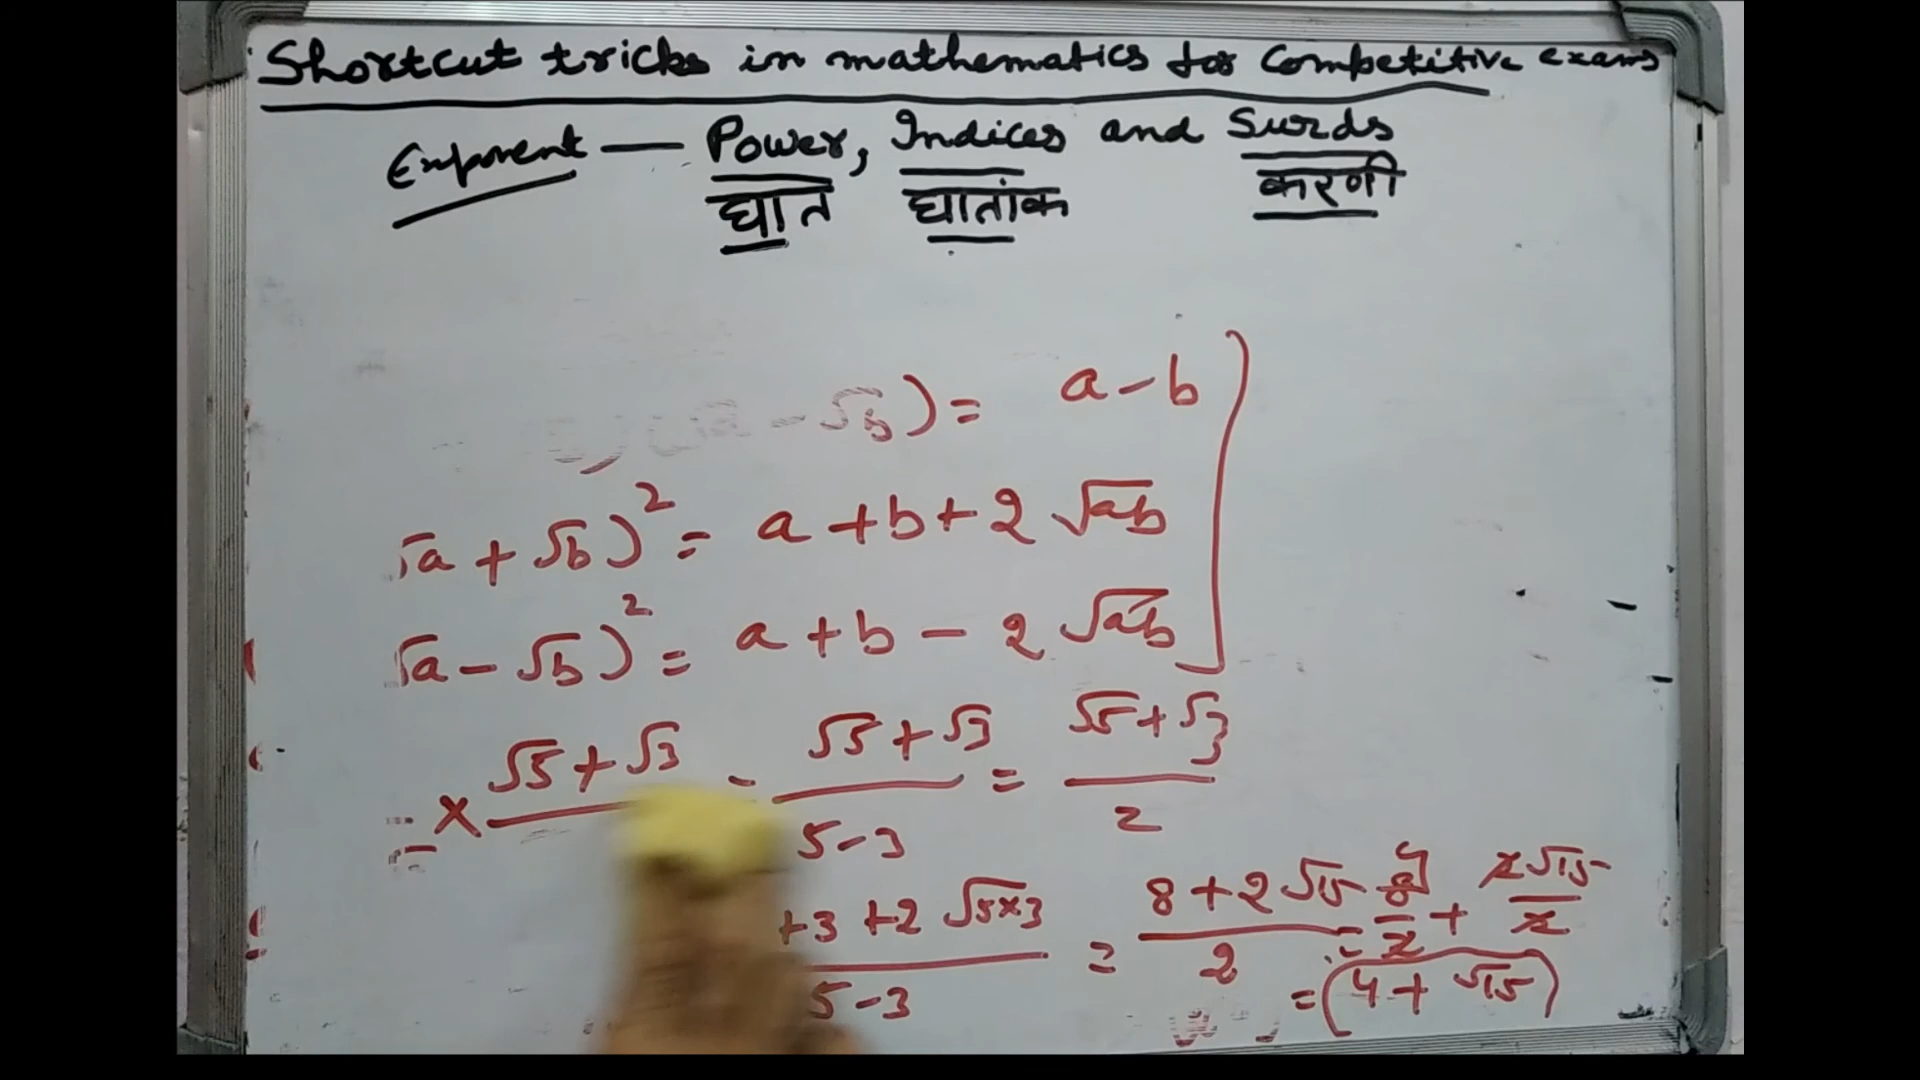 Shortcut tricks in mathematics for Competitive exams
Exponent — Power, Indices and Surds
घात घातांक करणी
- √b) = a - b
√a + √b)² = a + b + 2 √ab
√a - √b)² = a + b - 2 √ab
× √5 + √3 = √5 + √3 = √5 + √3
5 - 3 2
+ 3 + 2 √5×3 = 8 + 2 √15 = 8 4 + 2√15
5 - 3 2 2 2
= (4 + √15)